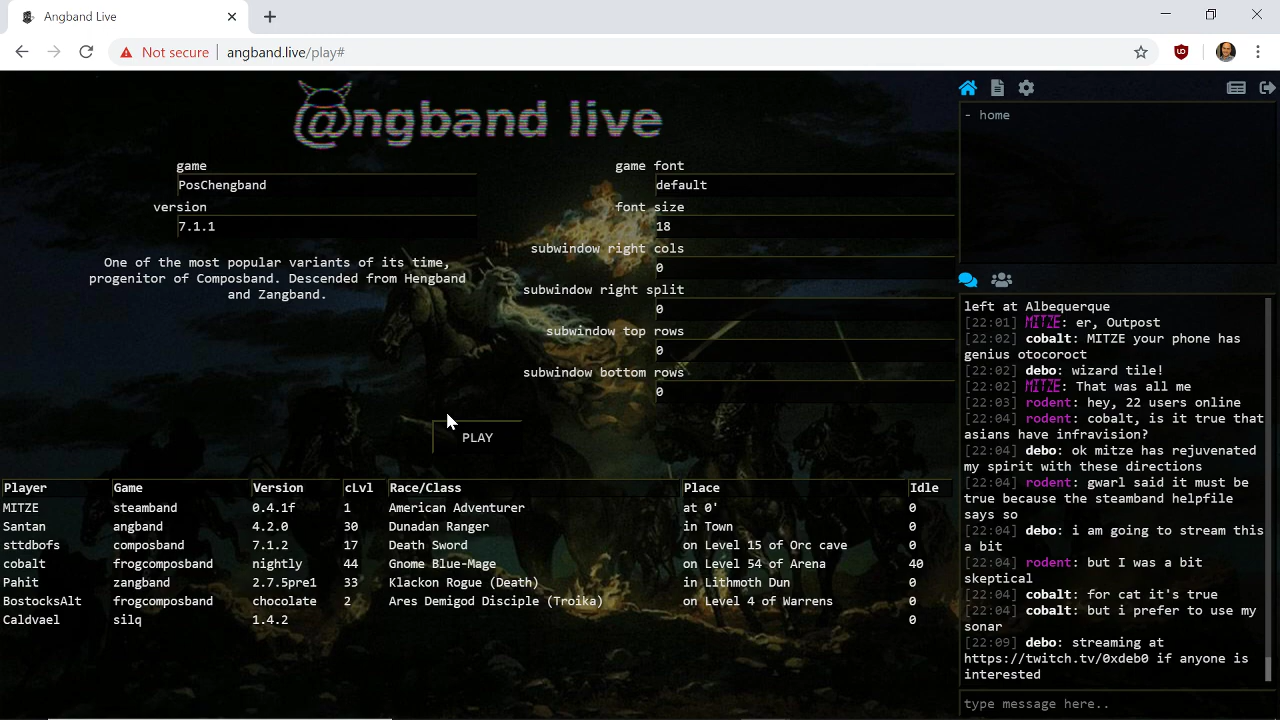 Angband Live
Not secure
angband.live/play#
@ngband live
game
PosChengband
version
7.1.1
One of the most popular variants of its time,
progenitor of Composband. Descended from Hengband
and Zangband.
game font
default
font size
18
subwindow right cols
0
subwindow right split
0
subwindow top rows
0
subwindow bottom rows
0
PLAY
Player Game Version cLvl Race/Class Place Idle
MITZE steamband 0.4.1f 1 American Adventurer at 0' 0
Santan angband 4.2.0 30 Dunadan Ranger in Town 0
sttdbofs composband 7.1.2 17 Death Sword on Level 15 of Orc cave 0
cobalt frogcomposband nightly 44 Gnome Blue-Mage on Level 54 of Arena 40
Pahit zangband 2.7.5pre1 33 Klackon Rogue (Death) in Lithmoth Dun 0
BostocksAlt frogcomposband chocolate 2 Ares Demigod Disciple (Troika) on Level 4 of Warrens 0
Caldvael silq 1.4.2 0
- home
left at Albequerque
[22:01] MITZE: er, Outpost
[22:02] cobalt: MITZE your phone has
genius otocoroct
[22:02] debo: wizard tile!
[22:02] MITZE: That was all me
[22:03] rodent: hey, 22 users online
[22:04] rodent: cobalt, is it true that
asians have infravision?
[22:04] debo: ok mitze has rejuvenated
my spirit with these directions
[22:04] rodent: gwarl said it must be
true because the steamband helpfile
says so
[22:04] debo: i am going to stream this
a bit
[22:04] rodent: but I was a bit
skeptical
[22:04] cobalt: for cat it's true
[22:04] cobalt: but i prefer to use my
sonar
[22:09] debo: streaming at
https://twitch.tv/0xdeb0 if anyone is
interested
type message here..